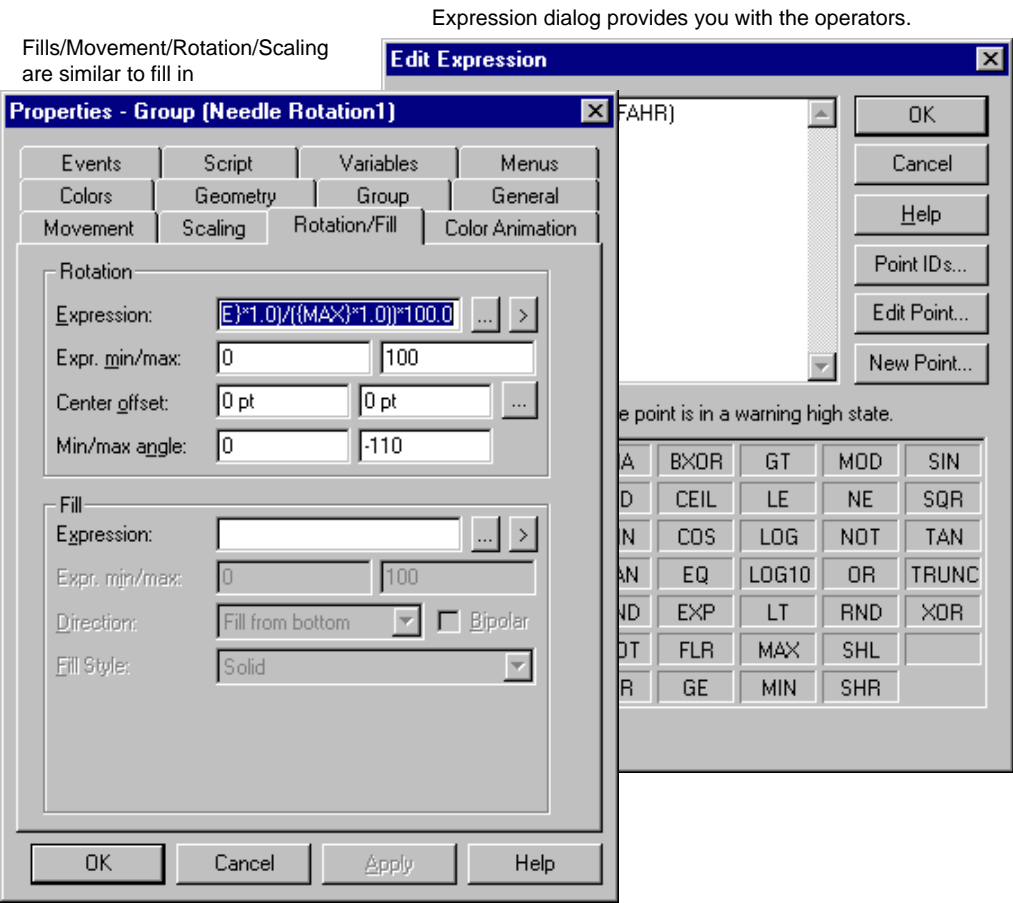 Expression dialog provides you with the operators.
Fills/Movement/Rotation/Scaling
are similar to fill in
Edit Expression
FAHR)
OK
Cancel
Help
Point IDs...
Edit Point...
New Point...
point is in a warning high state.
BXOR GT MOD SIN
CEIL LE NE SQR
COS LOG NOT TAN
EQ LOG10 OR TRUNC
EXP LT RND XOR
FLR MAX SHL
GE MIN SHR
Properties - Group (Needle Rotation1)
Events Script Variables Menus
Colors Geometry Group General
Movement Scaling Rotation/Fill Color Animation
Rotation
Expression: E}*1.0)/({MAX}*1.0))*100.0 ... >
Expr. min/max: 0 100
Center offset: 0 pt 0 pt ...
Min/max angle: 0 -110
Fill
Expression: ... >
Expr. min/max: 0 100
Direction: Fill from bottom Bipolar
Fill Style: Solid
OK Cancel Apply Help